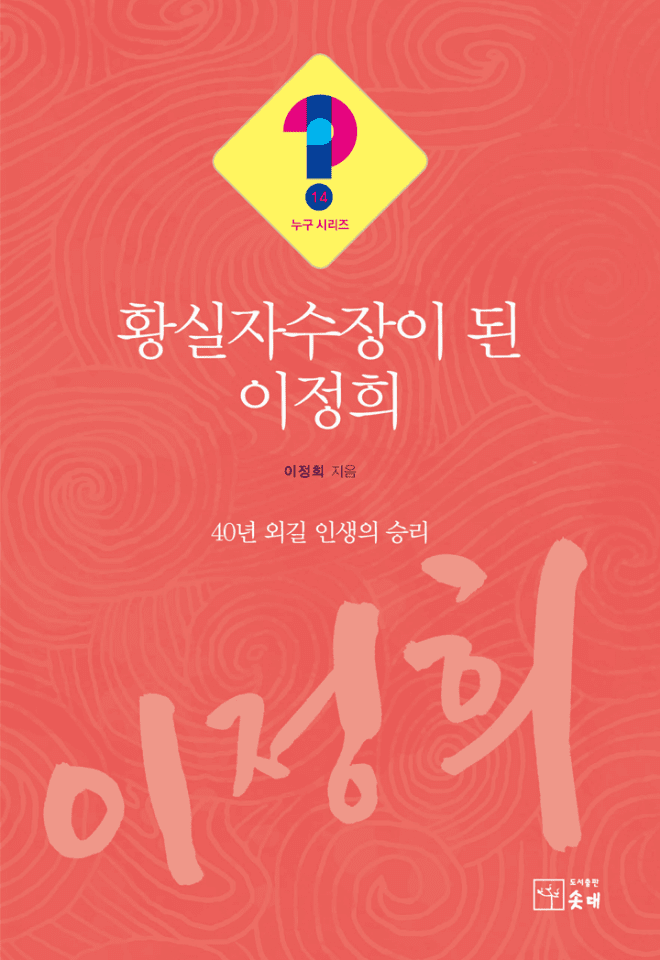 14
누구 시리즈
황실자수장이 된
이정희
이정희 지음
40년 외길 인생의 승리
이정희
도서출판
솟대